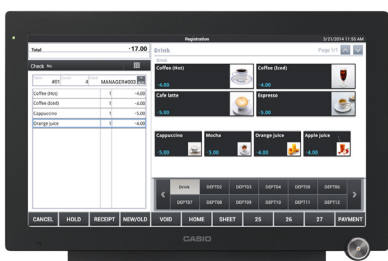 Registration 3/21/2014 11:55 AM
Total -17.00
Drink Page 1/1
Check No.
Drink
#01 4 MANAGER#003
Coffee (Hot) 1 -4.00
Coffee (Iced) 1 -4.00
Cappuccino 1 -5.00
Orange juice 1 -4.00
Coffee (Hot) -4.00
Coffee (Iced) -4.00
Cafe latte -5.00
Espresso -5.00
Cappuccino -5.00
Mocha -5.00
Orange juice -4.00
Apple juice -4.00
Drink DEPT02 DEPT03 DEPT04 DEPT05 DEPT06
DEPT07 DEPT08 DEPT09 DEPT10 DEPT11 DEPT12
CANCEL HOLD RECEIPT NEW/OLD VOID HOME SHEET 25 26 27 PAYMENT
CASIO